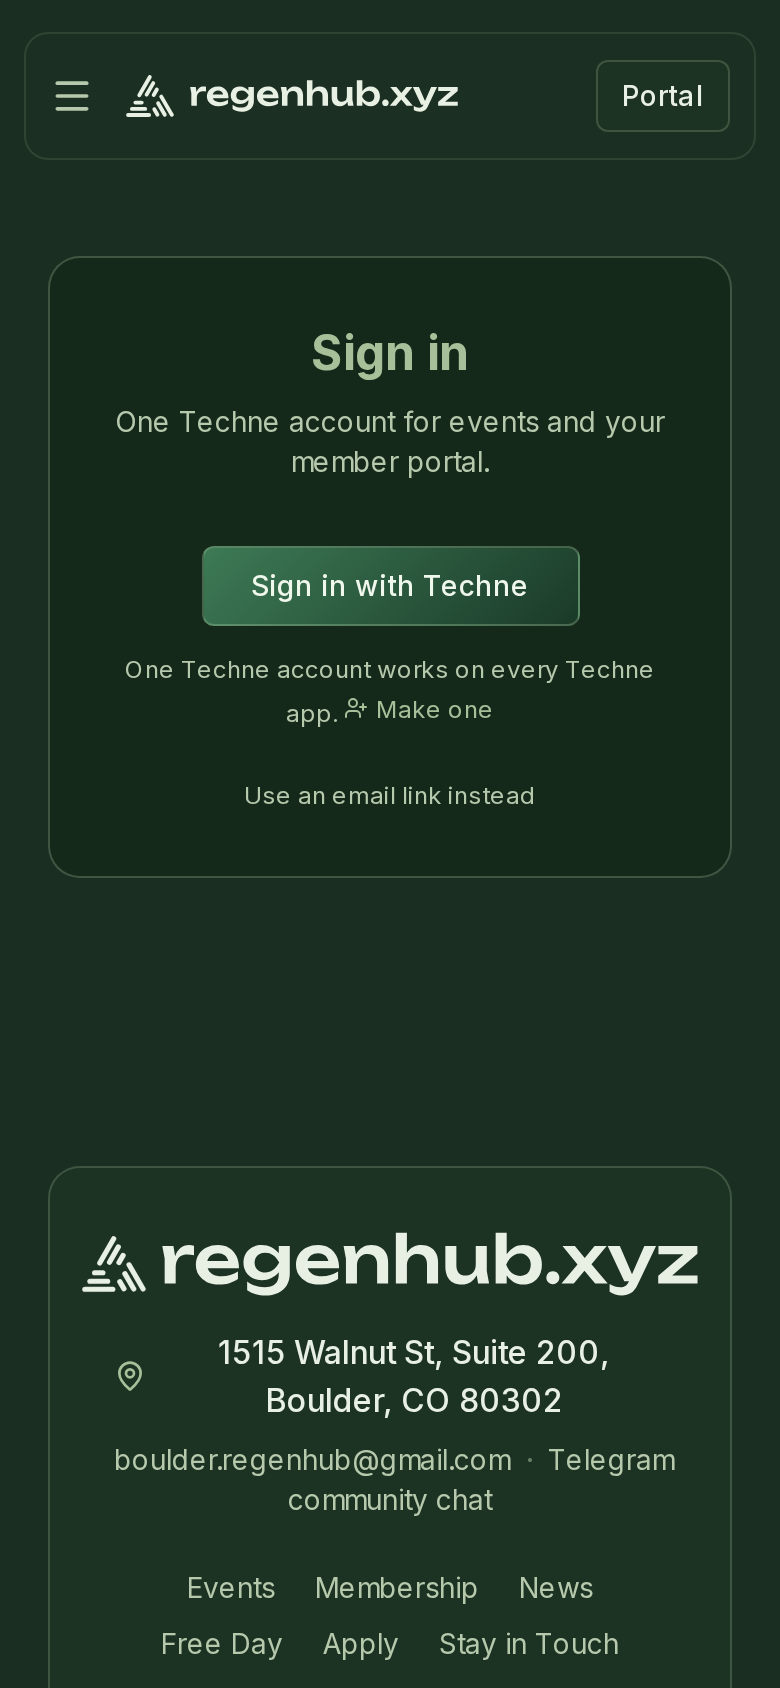 regenhub.xyz
Portal
Sign in
One Techne account for events and your
member portal.
Sign in with Techne
One Techne account works on every Techne
app. Make one
Use an email link instead
regenhub.xyz
1515 Walnut St, Suite 200,
Boulder, CO 80302
boulder.regenhub@gmail.com · Telegram
community chat
Events Membership News
Free Day Apply Stay in Touch